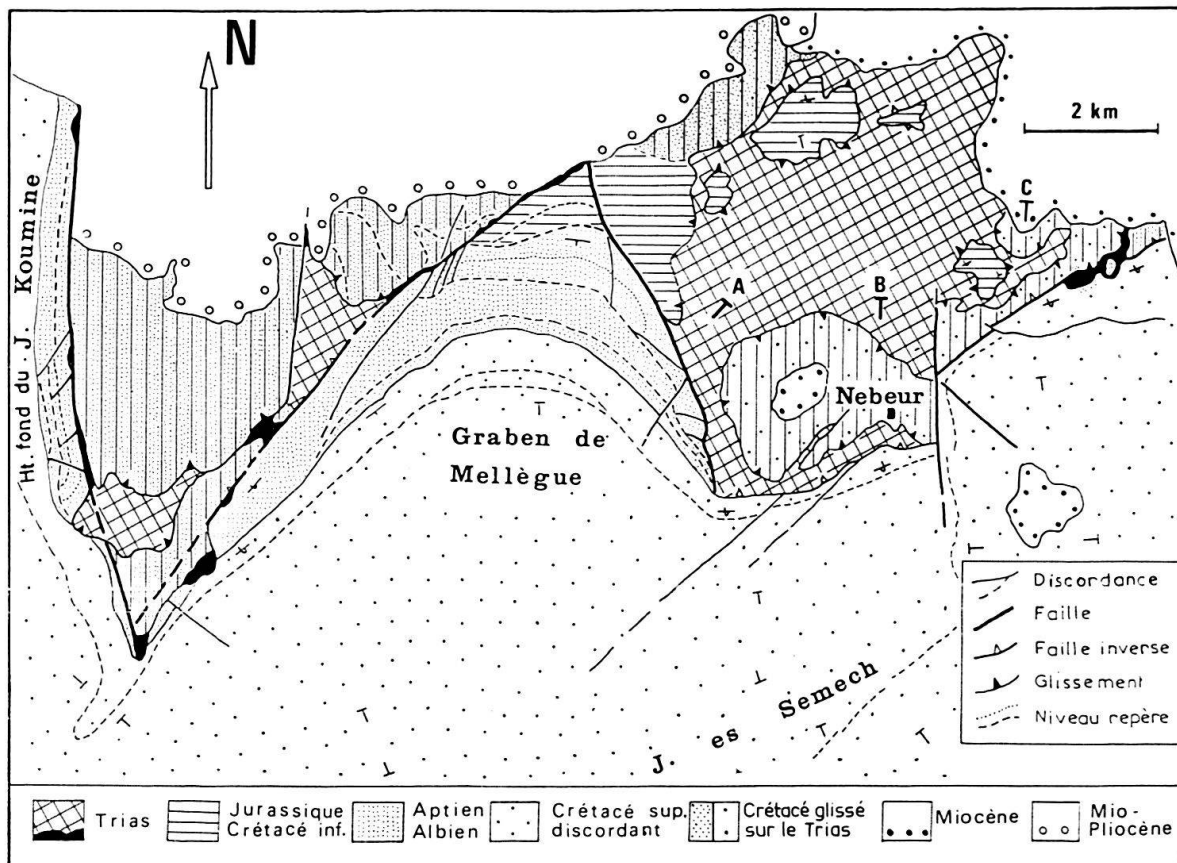 N
2 km
C
A
B
Ht fond du J. Koumine
Nebeur
Graben de
Mellègue
J. es Semech
Discordance
Faille
Faille inverse
Glissement
Niveau repère
Trias
Jurassique
Crétacé inf.
Aptien
Albien
Crétacé sup.
discordant
Crétacé glissé
sur le Trias
Miocène
Mio-
Pliocène